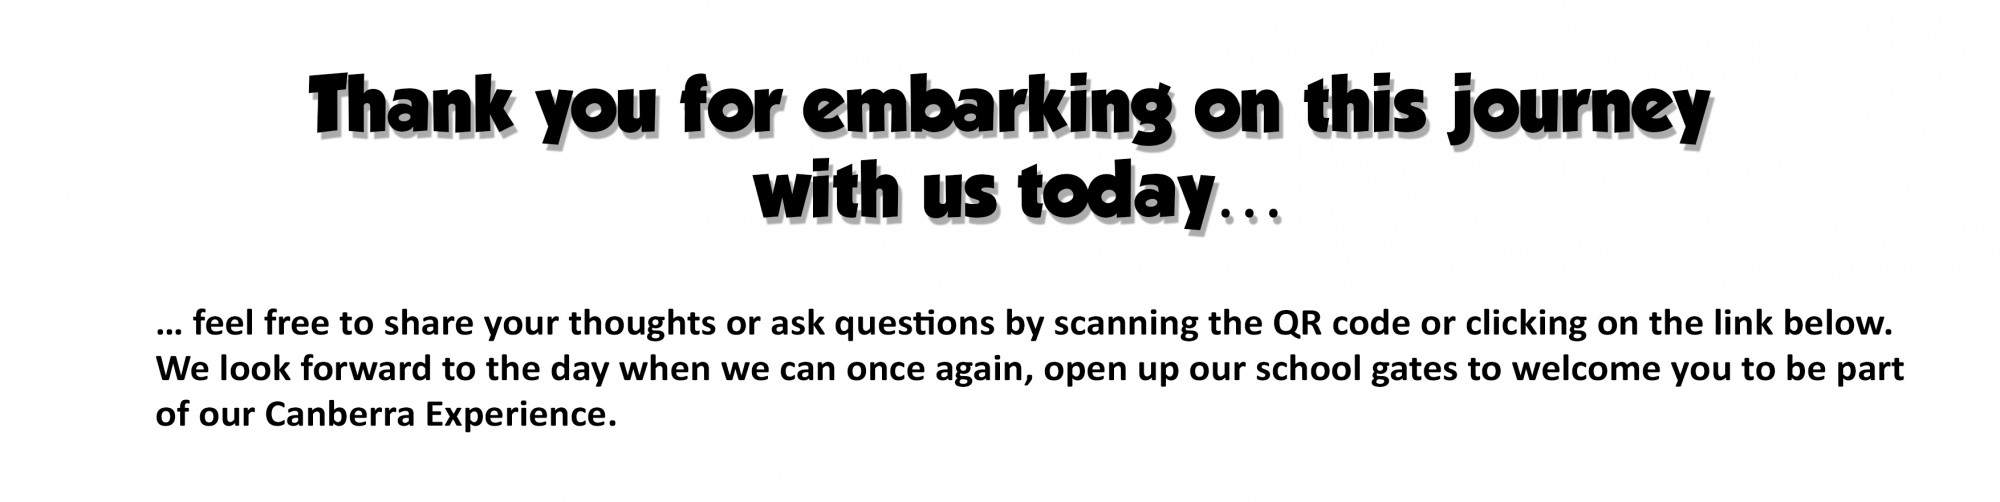 Thank you for embarking on this journey
with us today...
... feel free to share your thoughts or ask questions by scanning the QR code or clicking on the link below.
We look forward to the day when we can once again, open up our school gates to welcome you to be part
of our Canberra Experience.